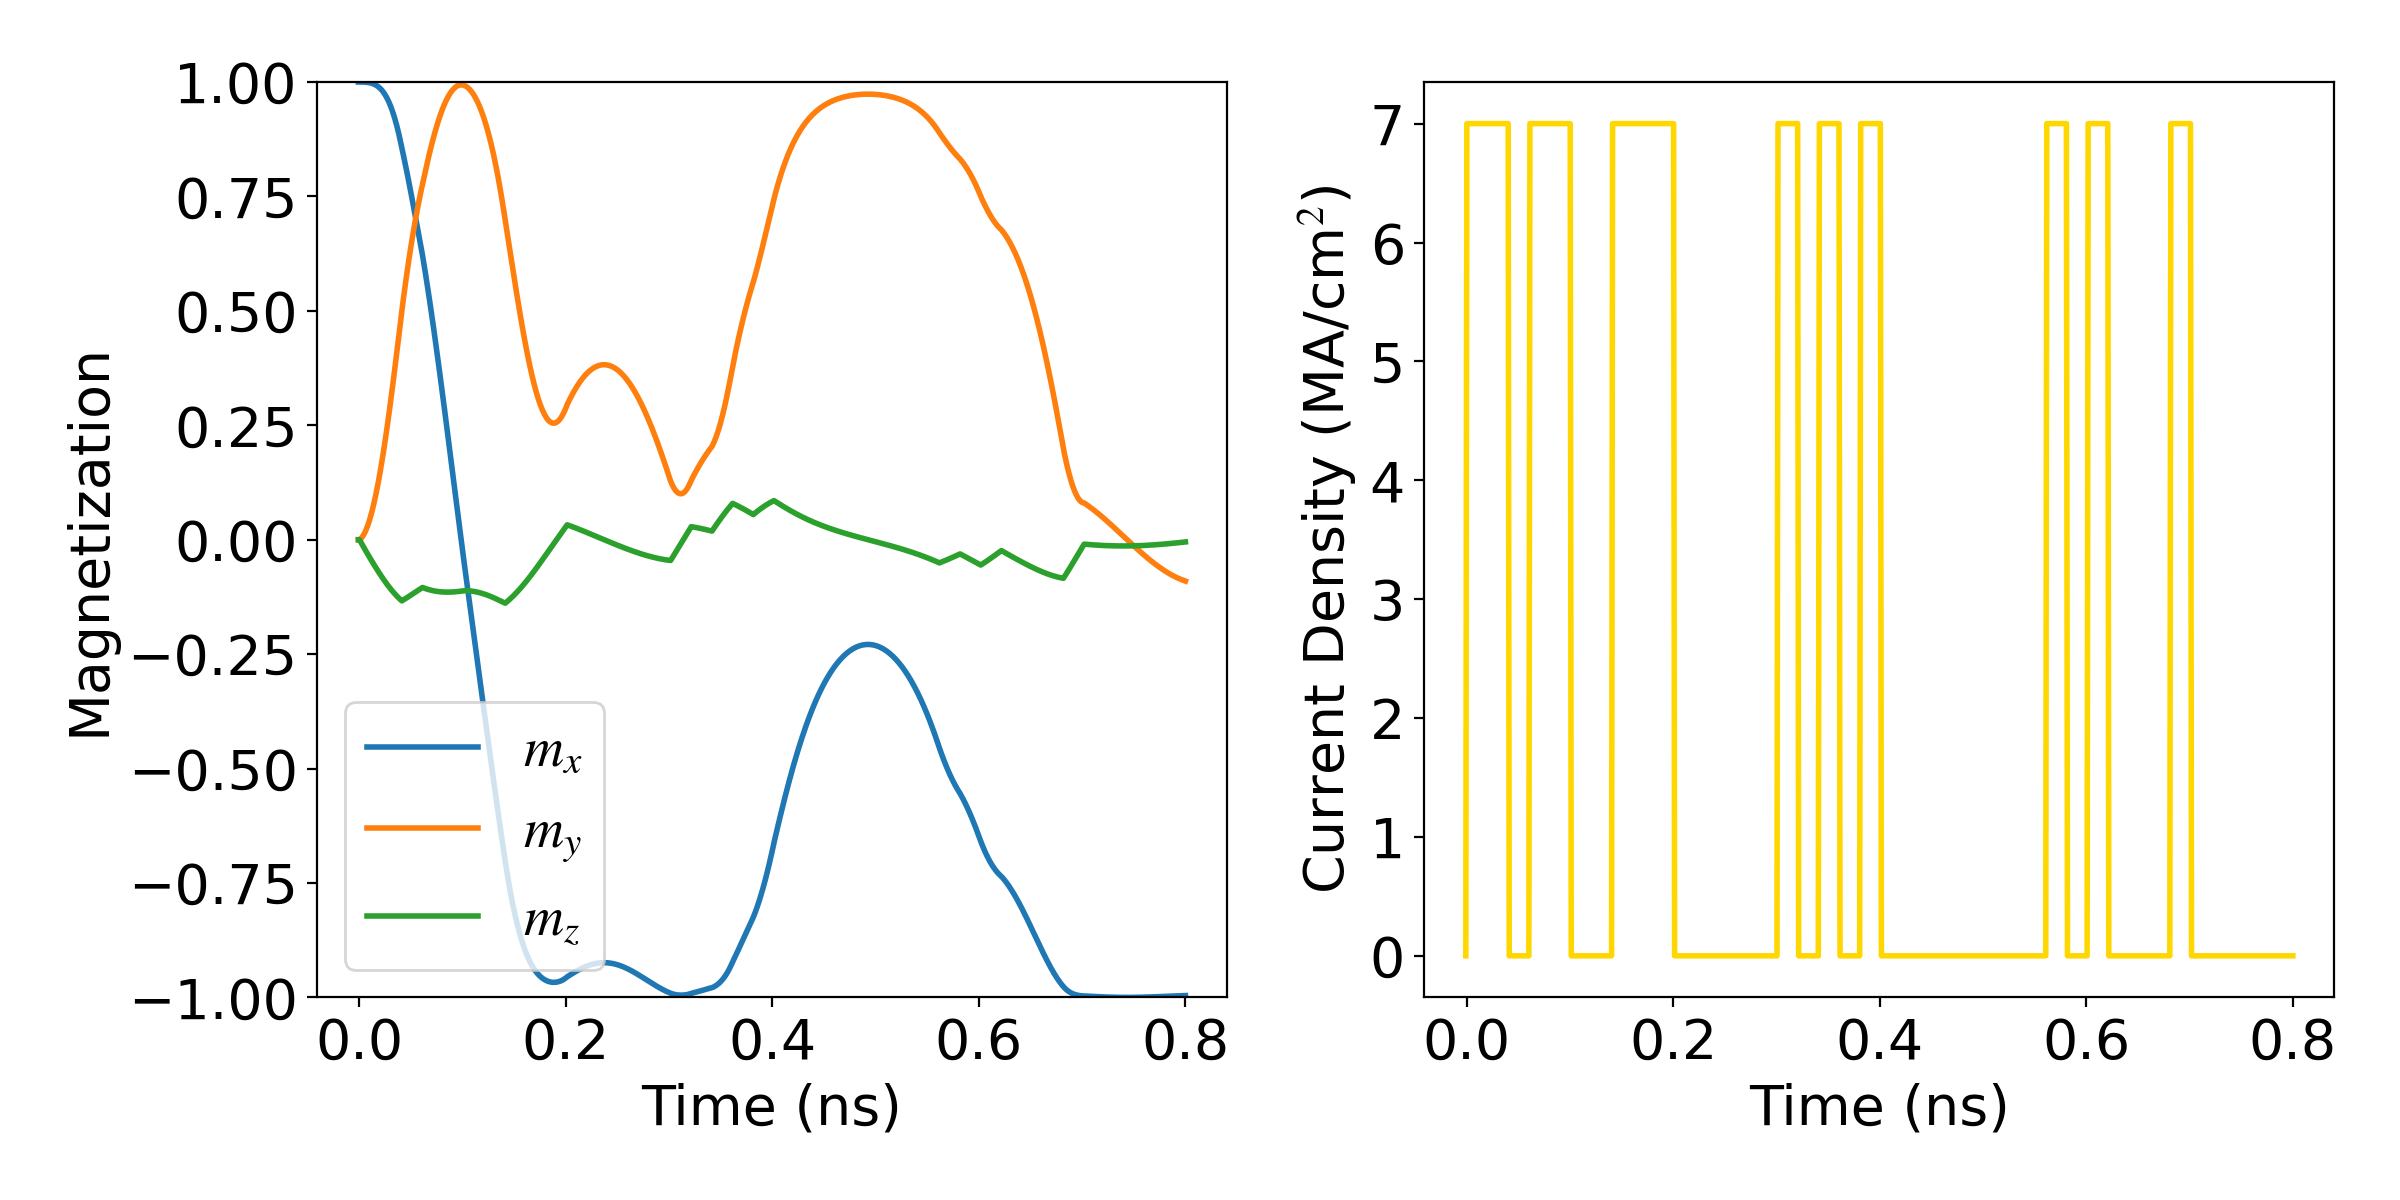 Magnetization
1.00
0.75
0.50
0.25
0.00
−0.25
−0.50
−0.75
−1.00
m_x
m_y
m_z
0.0 0.2 0.4 0.6 0.8
Time (ns)
Current Density (MA/cm²)
7
6
5
4
3
2
1
0
0.0 0.2 0.4 0.6 0.8
Time (ns)